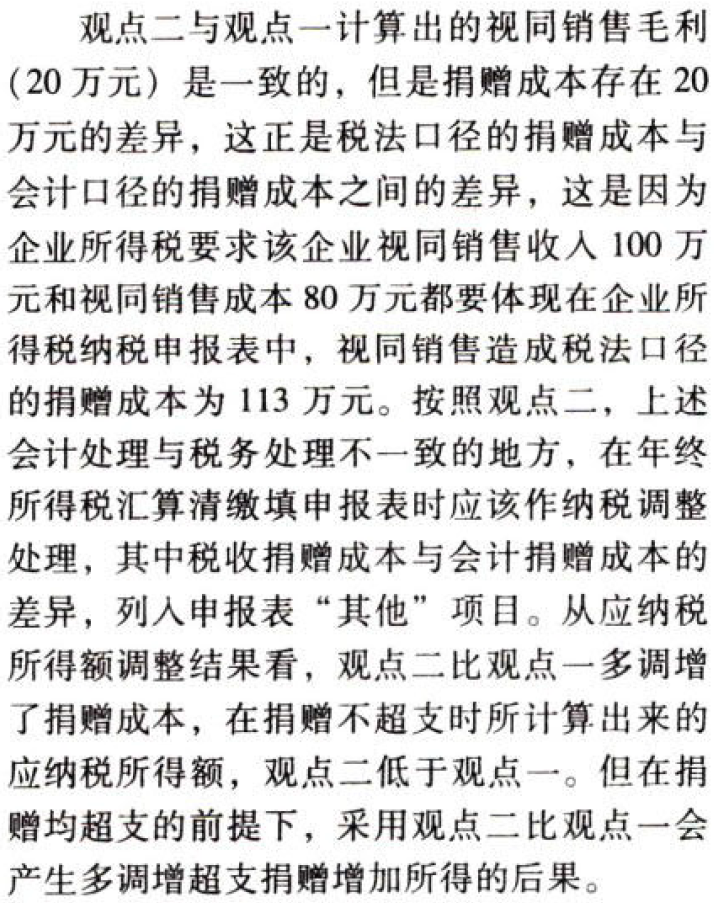 观点二与观点一计算出的视同销售毛利
(20万元) 是一致的，但是捐赠成本存在 20
万元的差异，这正是税法口径的捐赠成本与
会计口径的捐赠成本之间的差异，这是因为
企业所得税要求该企业视同销售收入 100 万
元和视同销售成本 80 万元都要体现在企业所
得税纳税申报表中，视同销售造成税法口径
的捐赠成本为 113 万元。按照观点二，上述
会计处理与税务处理不一致的地方，在年终
所得税汇算清缴填申报表时应该作纳税调整
处理，其中税收捐赠成本与会计捐赠成本的
差异，列入申报表“其他”项目。从应纳税
所得额调整结果看，观点二比观点一多调增
了捐赠成本，在捐赠不超支时所计算出来的
应纳税所得额，观点二低于观点一。但在捐
赠均超支的前提下，采用观点二比观点一会
产生多调增超支捐赠增加所得的后果。